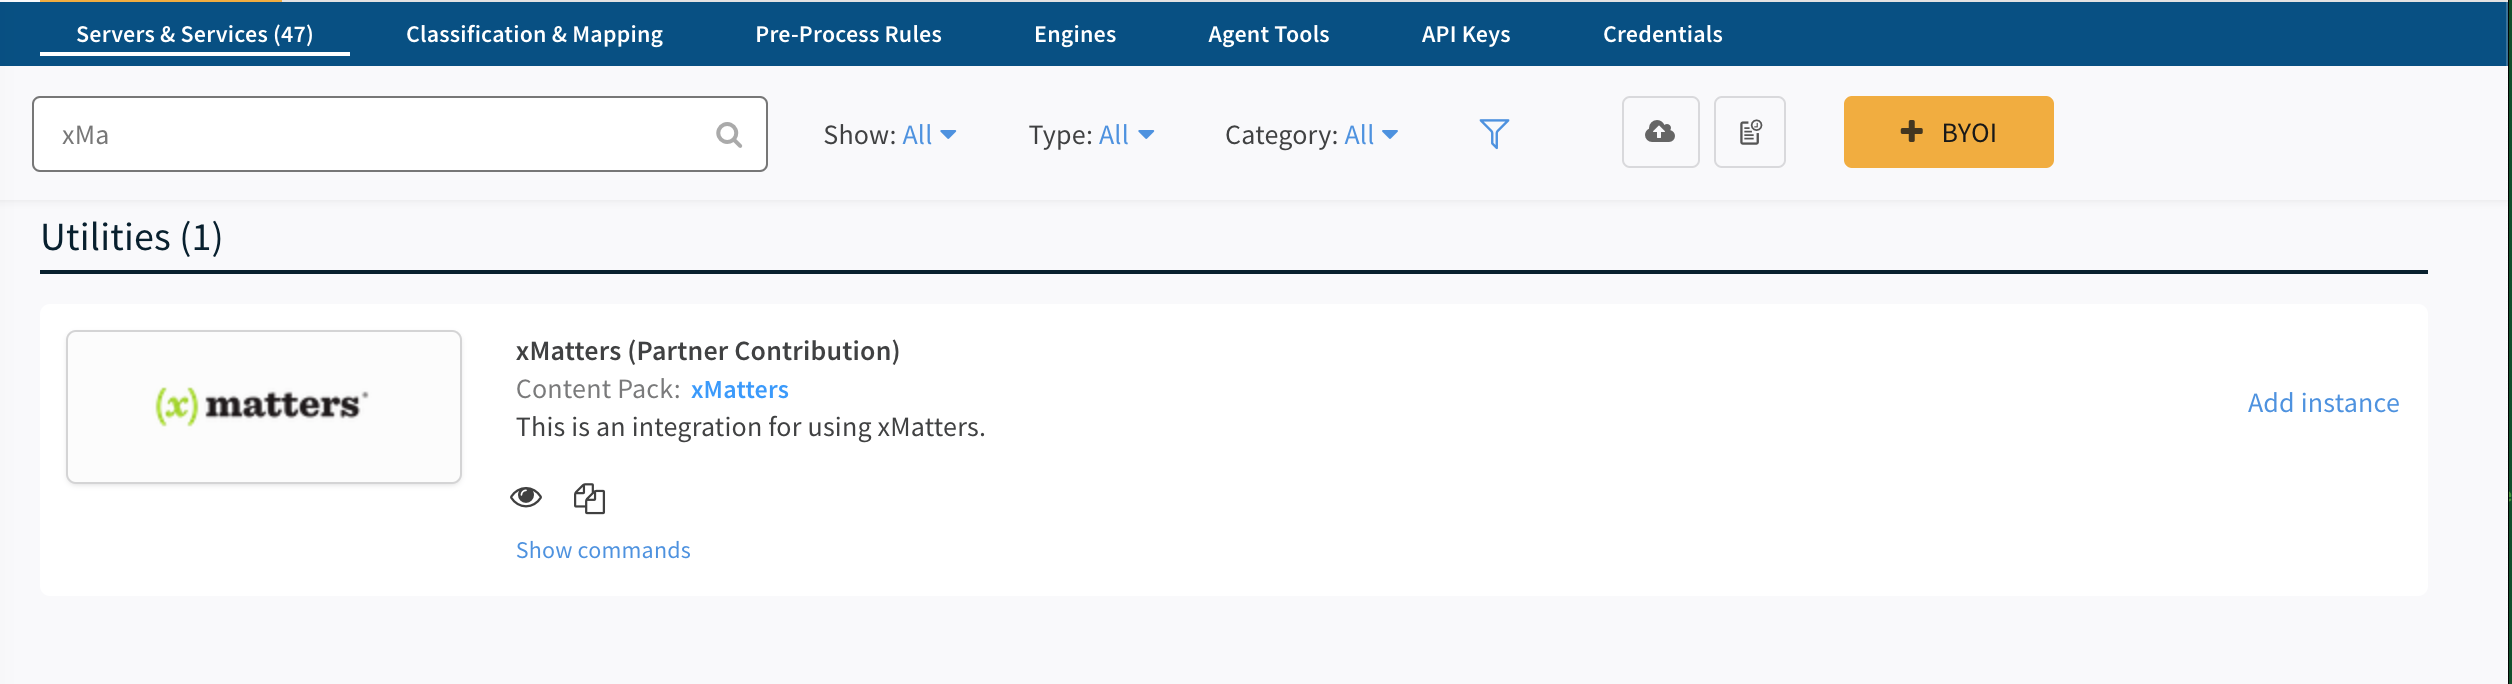 Servers & Services (47) Classification & Mapping Pre-Process Rules Engines Agent Tools API Keys Credentials
xMa Show: All Type: All Category: All BYOI
Utilities (1)
(x) matters
xMatters (Partner Contribution)
Content Pack: xMatters
This is an integration for using xMatters.
Add instance
Show commands